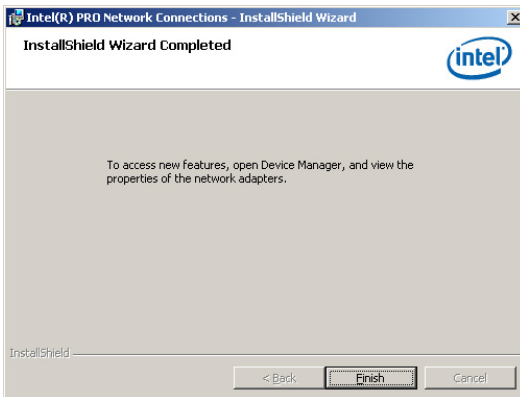 Intel(R) PRO Network Connections - InstallShield Wizard
InstallShield Wizard Completed
intel
To access new features, open Device Manager, and view the
properties of the network adapters.
InstallShield
< Back
Finish
Cancel